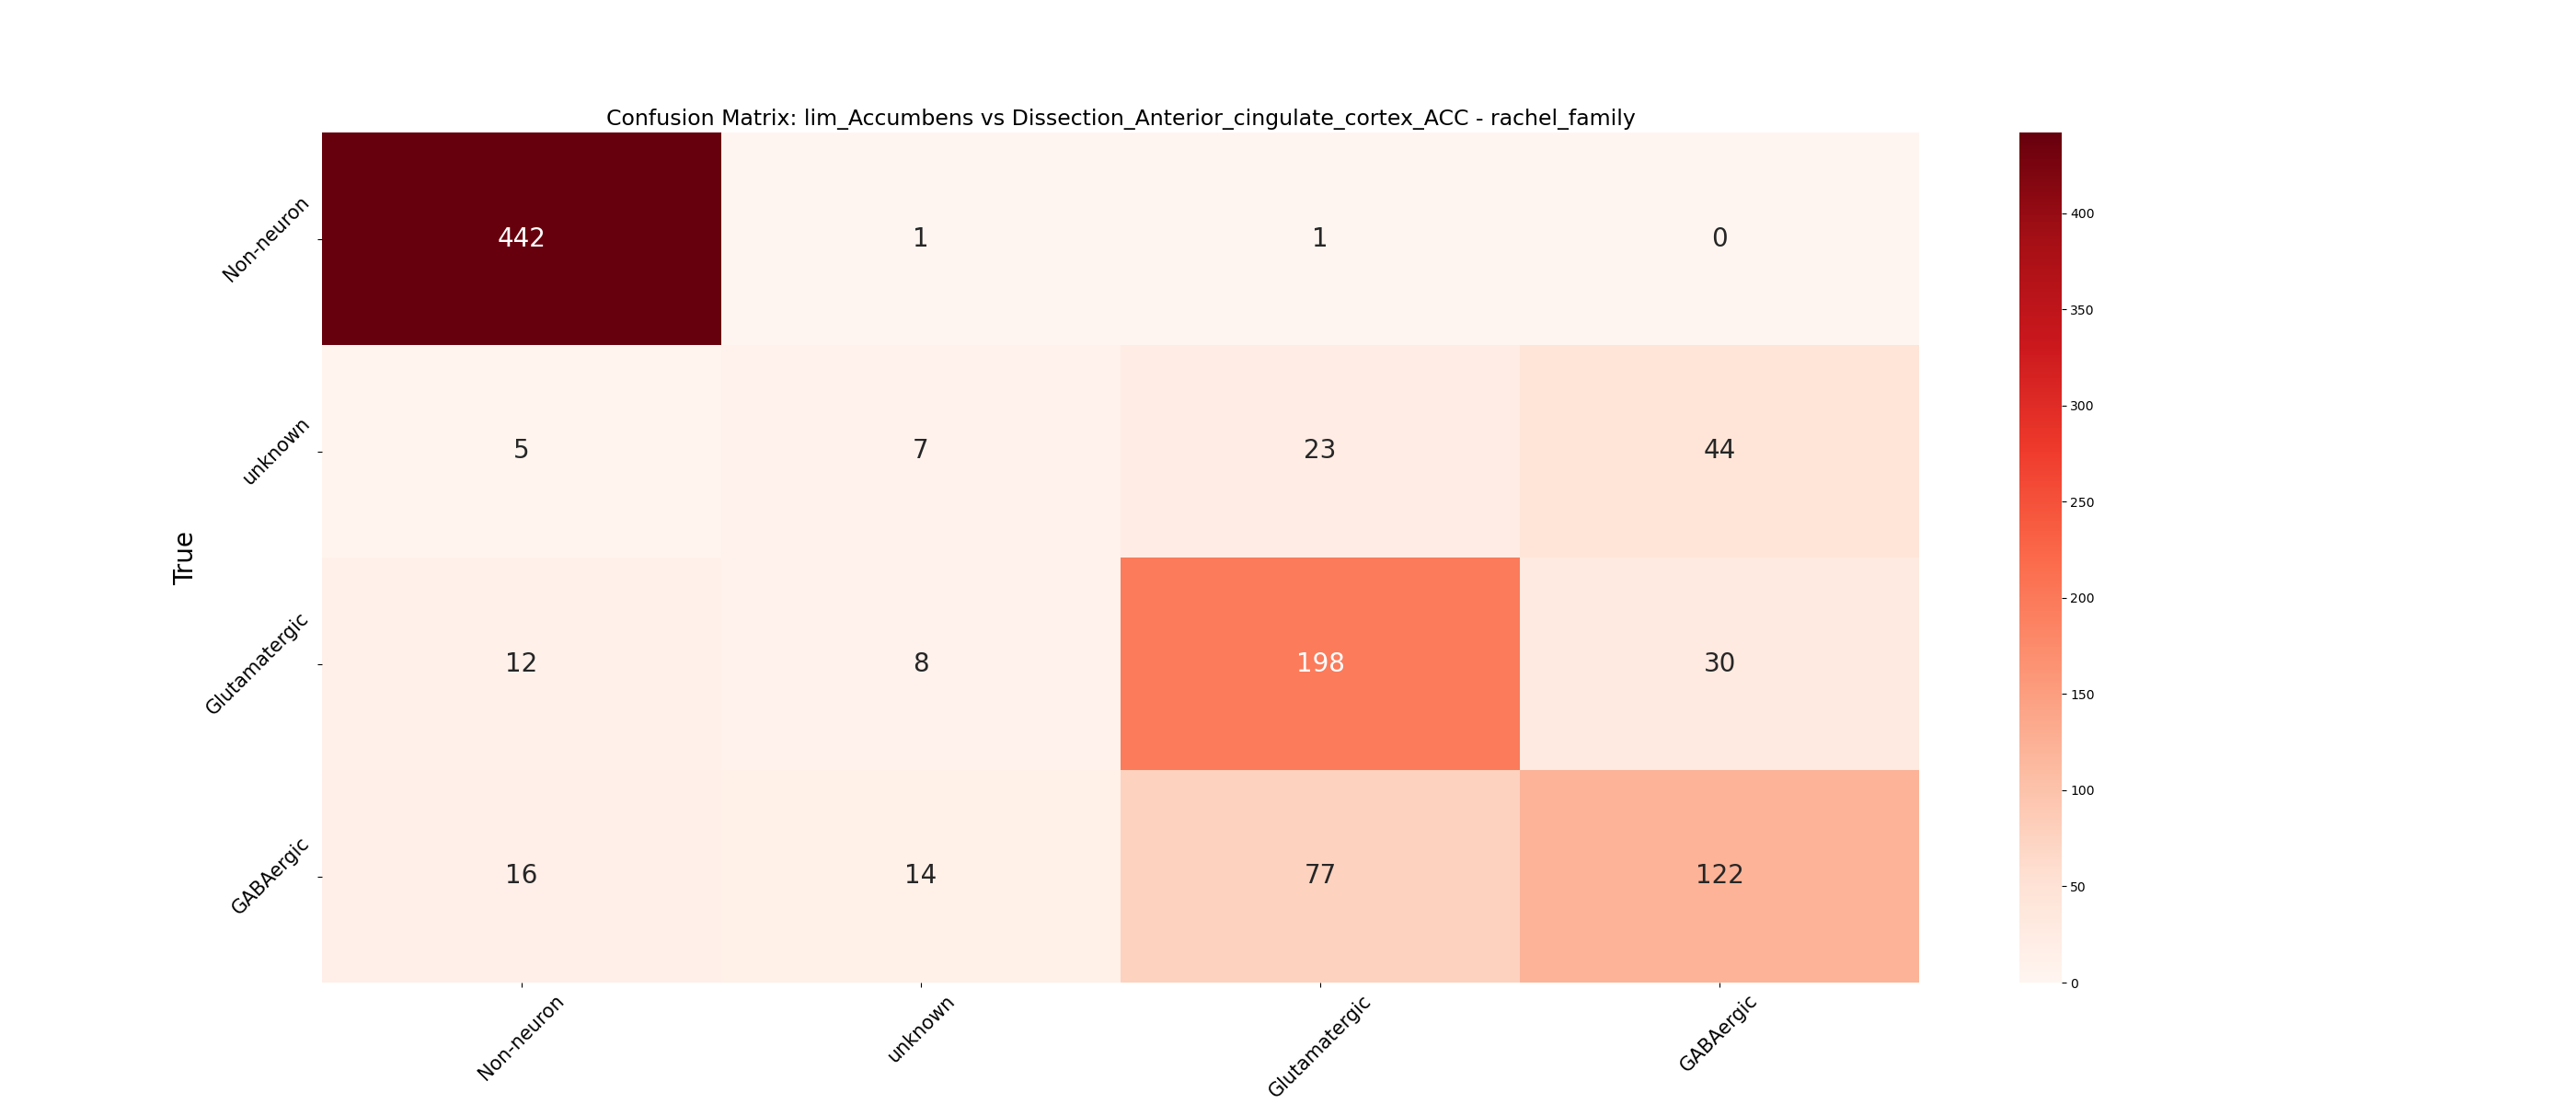 Confusion Matrix: lim_Accumbens vs Dissection_Anterior_cingulate_cortex_ACC - rachel_family
True
Non-neuron 442 1 1 0
unknown 5 7 23 44
Glutamatergic 12 8 198 30
GABAergic 16 14 77 122
Non-neuron unknown Glutamatergic GABAergic
400
350
300
250
200
150
100
50
0